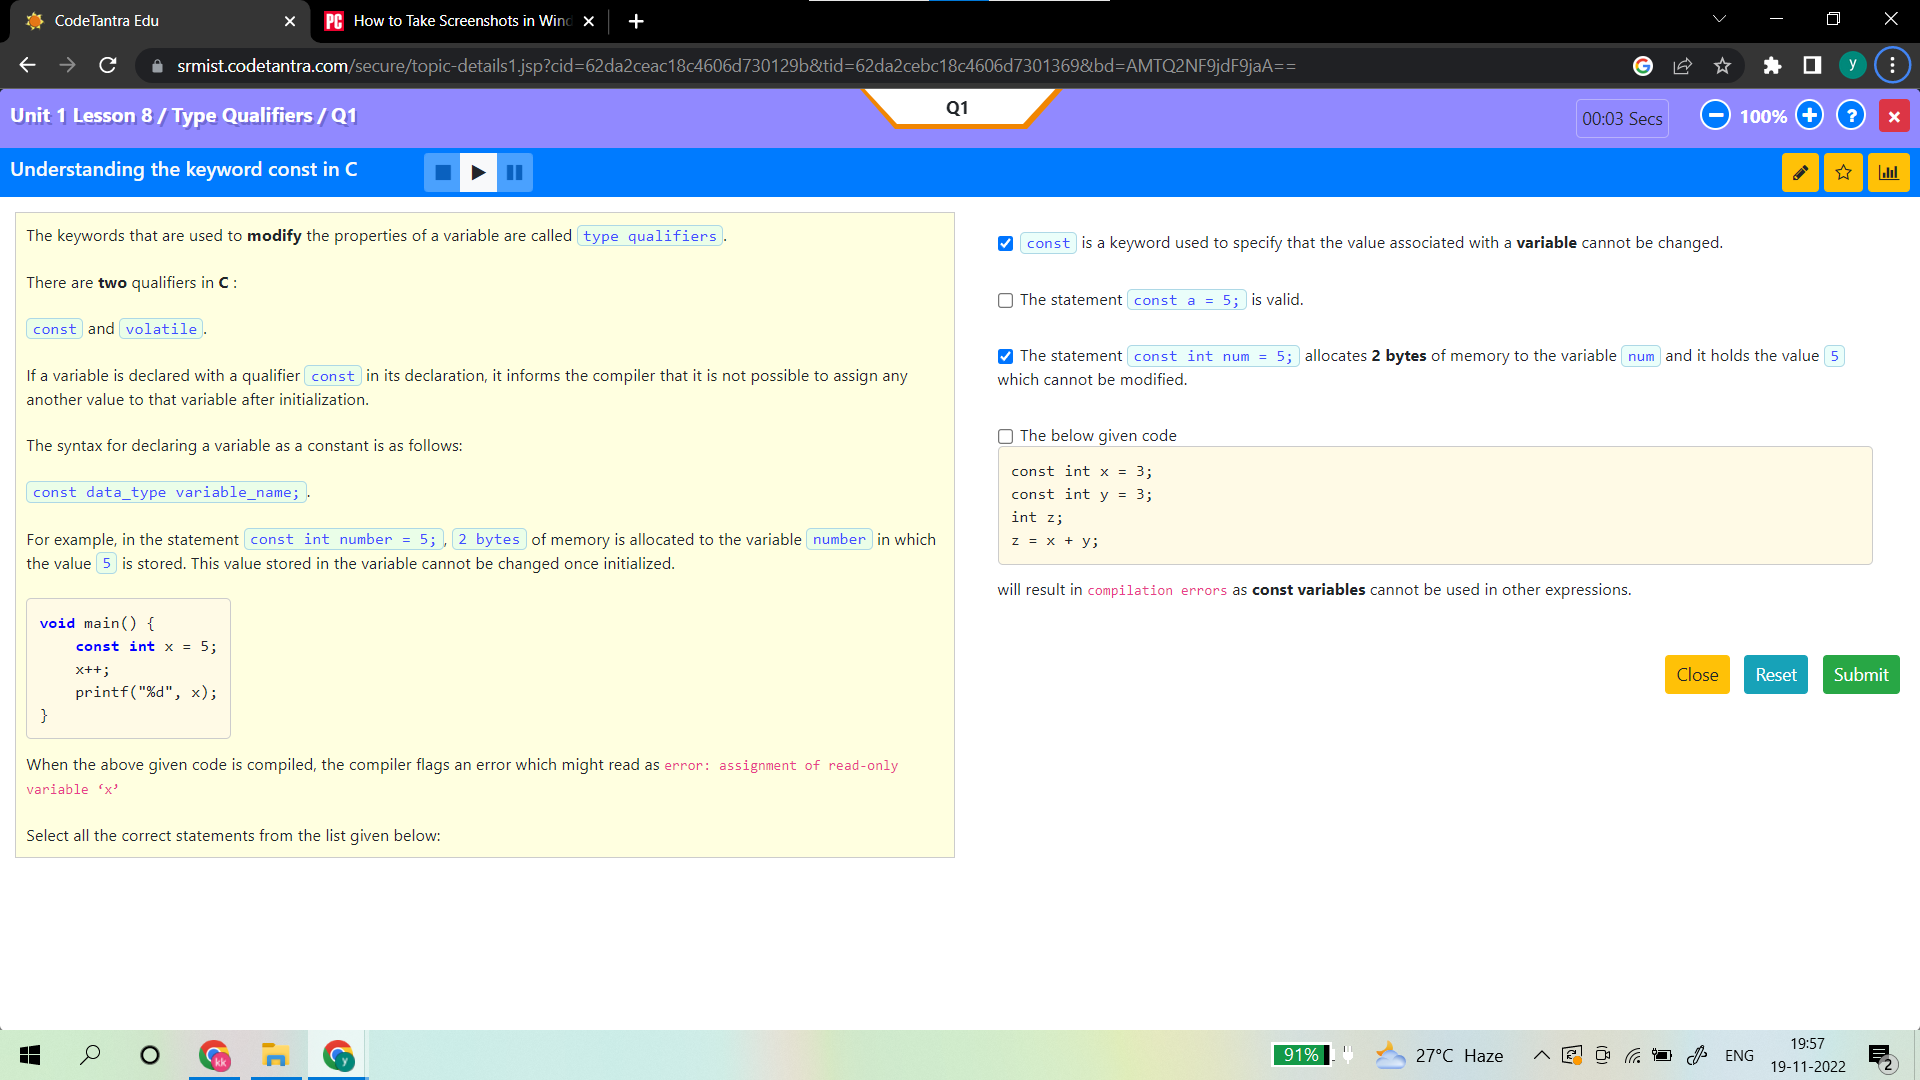 CodeTantra Edu
How to Take Screenshots in Wind
srmist.codetantra.com/secure/topic-details1.jsp?cid=62da2ceac18c4606d730129b&tid=62da2cebc18c4606d7301369&bd=AMTQ2NF9jdF9jaA==
Unit 1 Lesson 8 / Type Qualifiers / Q1
Q1
00:03 Secs
100%
Understanding the keyword const in C
The keywords that are used to modify the properties of a variable are called type qualifiers.
There are two qualifiers in C :
const and volatile.
If a variable is declared with a qualifier const in its declaration, it informs the compiler that it is not possible to assign any
another value to that variable after initialization.
The syntax for declaring a variable as a constant is as follows:
const data_type variable_name;.
For example, in the statement const int number = 5;, 2 bytes of memory is allocated to the variable number in which
the value 5 is stored. This value stored in the variable cannot be changed once initialized.
void main() {
const int x = 5;
x++;
printf("%d", x);
}
When the above given code is compiled, the compiler flags an error which might read as error: assignment of read-only
variable ‘x’
Select all the correct statements from the list given below:
const is a keyword used to specify that the value associated with a variable cannot be changed.
The statement const a = 5; is valid.
The statement const int num = 5; allocates 2 bytes of memory to the variable num and it holds the value 5
which cannot be modified.
The below given code
const int x = 3;
const int y = 3;
int z;
z = x + y;
will result in compilation errors as const variables cannot be used in other expressions.
Close Reset Submit
kk
y
91%
27°C Haze
ENG
19:57
19-11-2022
2